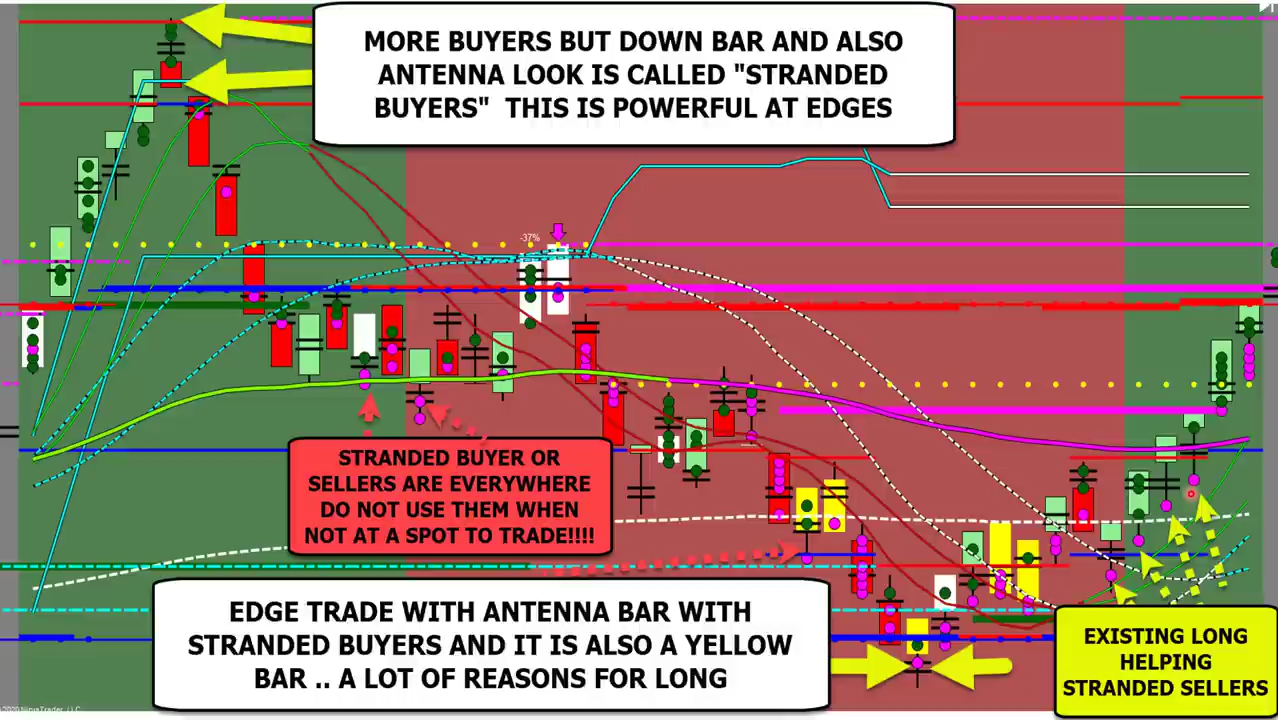 MORE BUYERS BUT DOWN BAR AND ALSO
ANTENNA LOOK IS CALLED "STRANDED
BUYERS" THIS IS POWERFUL AT EDGES
-37%
STRANDED BUYER OR
SELLERS ARE EVERYWHERE
DO NOT USE THEM WHEN
NOT AT A SPOT TO TRADE!!!!
EDGE TRADE WITH ANTENNA BAR WITH
STRANDED BUYERS AND IT IS ALSO A YELLOW
BAR .. A LOT OF REASONS FOR LONG
EXISTING LONG
HELPING
STRANDED SELLERS
2020 NinjaTrader, LLC